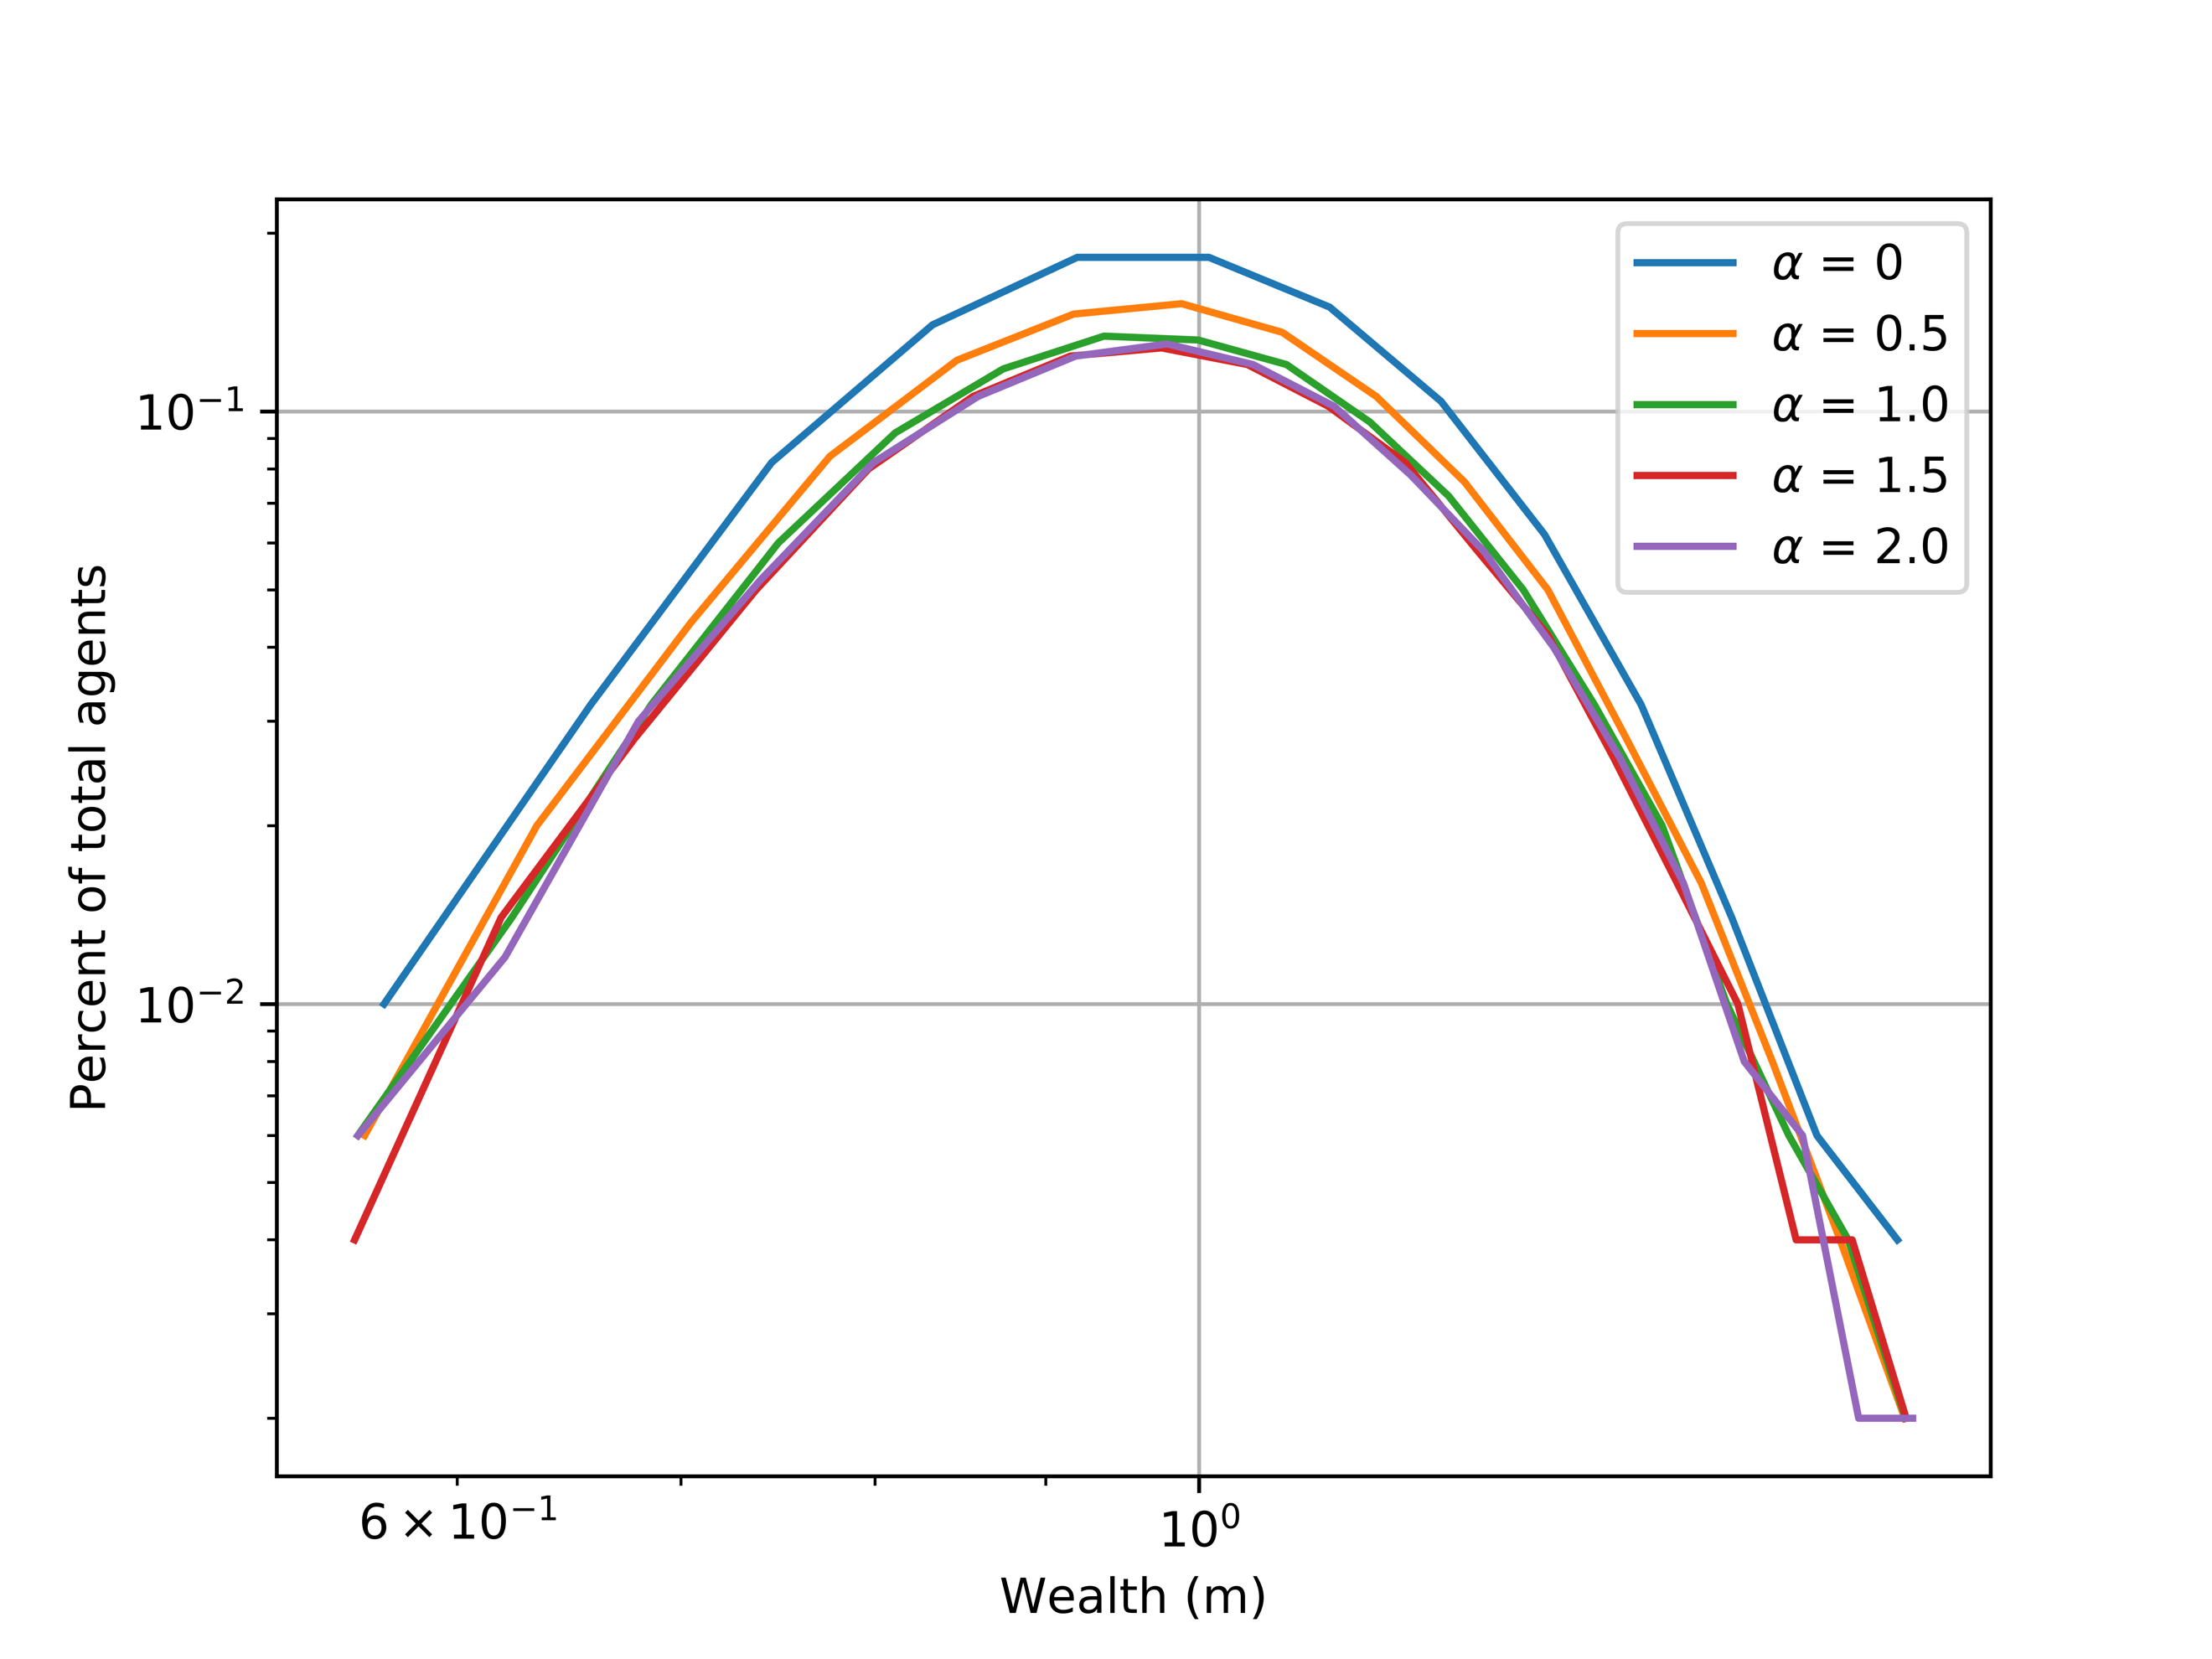 α = 0
α = 0.5
α = 1.0
α = 1.5
α = 2.0
10⁻¹
10⁻²
Percent of total agents
6 × 10⁻¹
10⁰
Wealth (m)